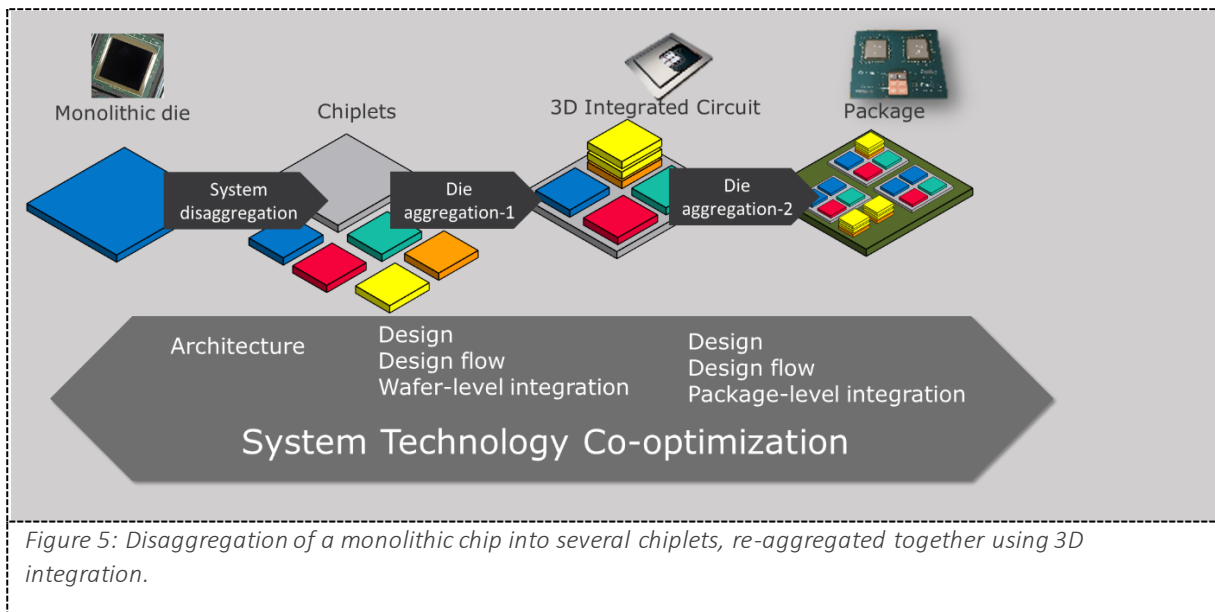 Monolithic die
Chiplets
3D Integrated Circuit
Package
System
disaggregation
Die
aggregation-1
Die
aggregation-2
Architecture
Design
Design flow
Wafer-level integration
Design
Design flow
Package-level integration
System Technology Co-optimization
Figure 5: Disaggregation of a monolithic chip into several chiplets, re-aggregated together using 3D
integration.